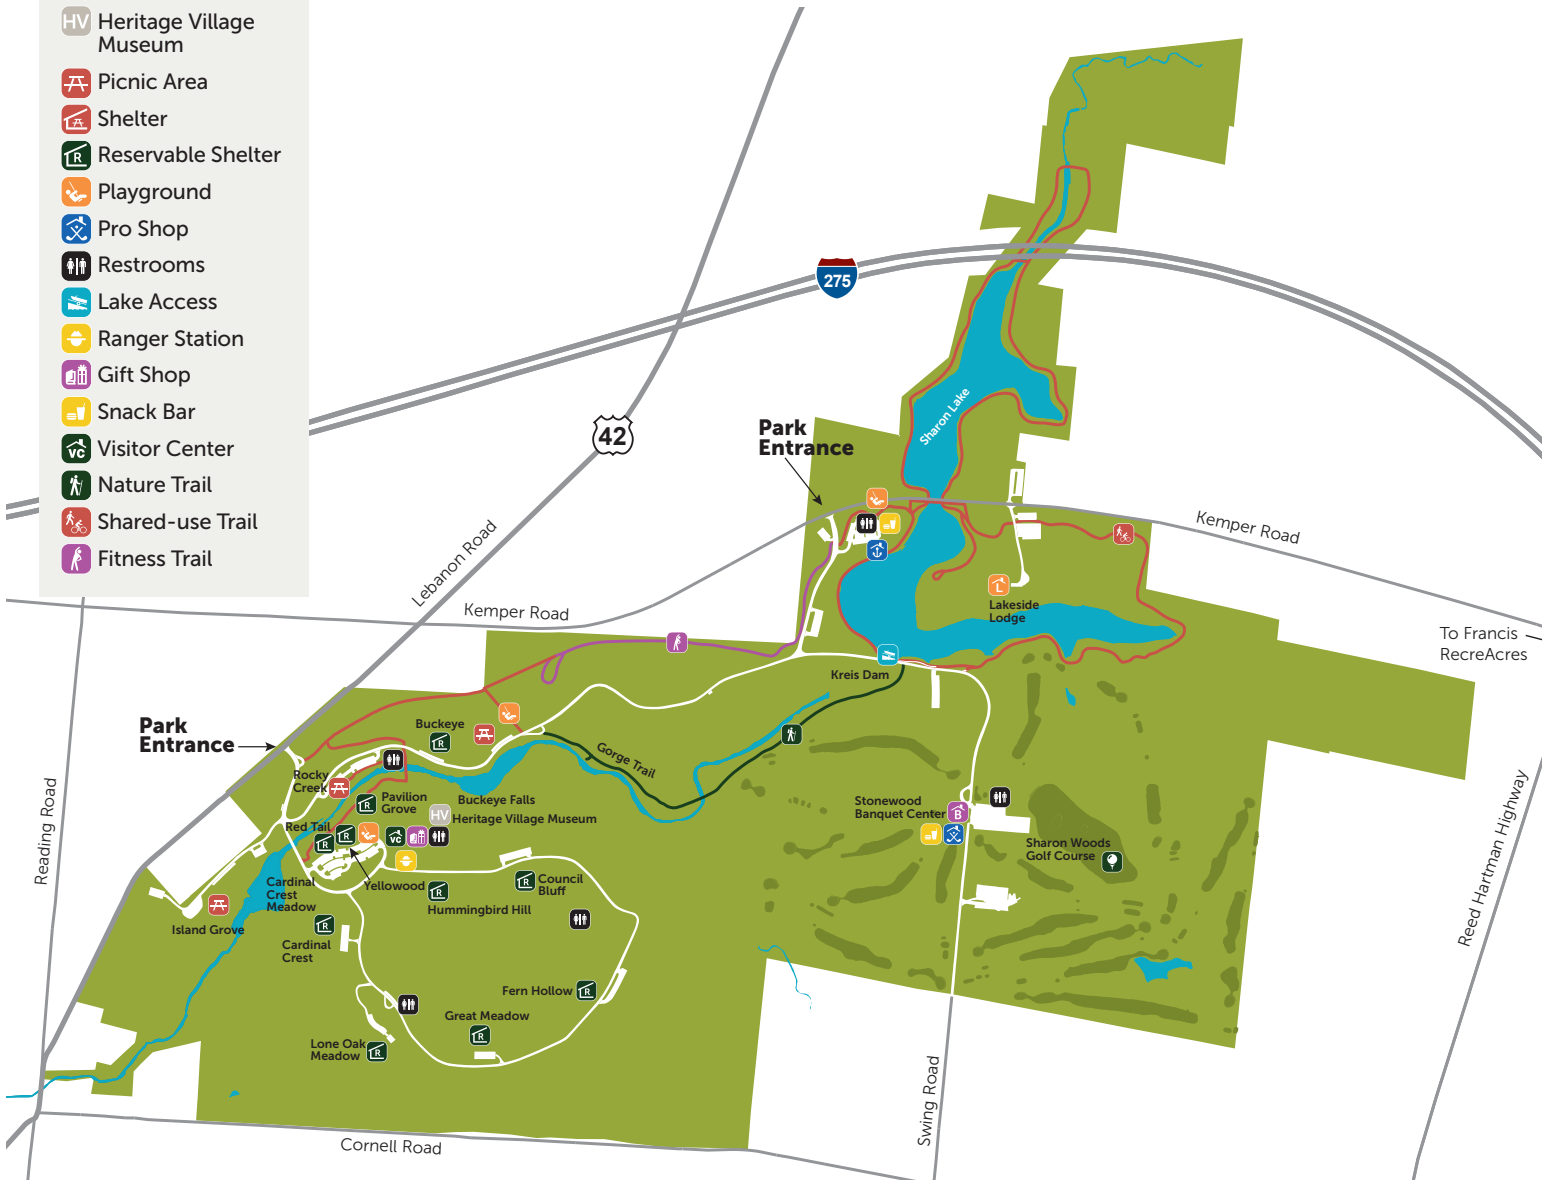 HV
Heritage Village
Museum
Picnic Area
Shelter
R
Reservable Shelter
Playground
Pro Shop
Restrooms
Lake Access
Ranger Station
Gift Shop
Snack Bar
VC
Visitor Center
Nature Trail
Shared-use Trail
Fitness Trail
275
42
Sharon Lake
Park
Entrance
Lebanon Road
Kemper Road
Kemper Road
L
Lakeside
Lodge
To Francis
RecreAcres
Kreis Dam
Park
Entrance
Buckeye
R
Gorge Trail
Rocky
Creek
Pavilion
Grove
R
Buckeye Falls
HV
Heritage Village Museum
Red Tail
R
R
VC
Stonewood
Banquet Center
B
Sharon Woods
Golf Course
Reading Road
Reed Hartman Highway
Cardinal
Crest
Meadow
Yellowood
R
Hummingbird Hill
R
Council
Bluff
Island Grove
R
Cardinal
Crest
Fern Hollow
R
Great Meadow
R
Lone Oak
Meadow
R
Swing Road
Cornell Road